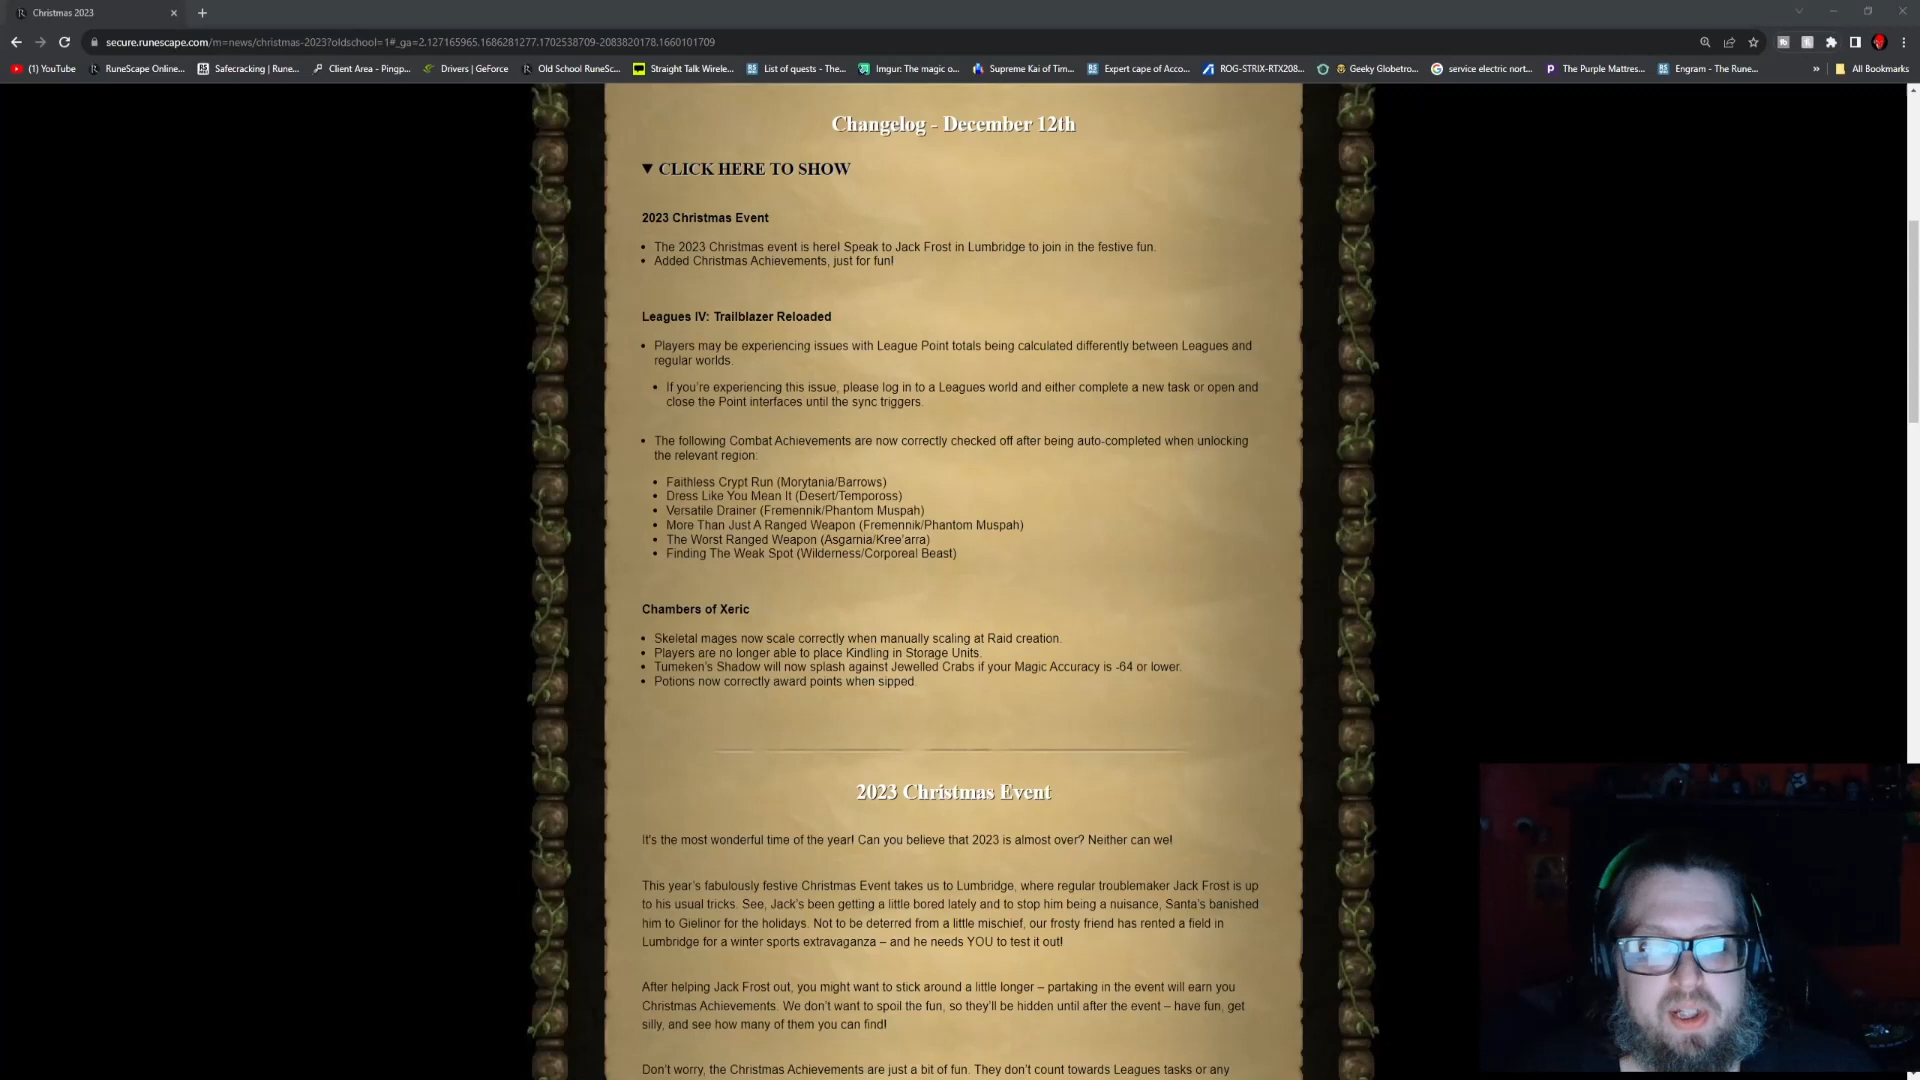 Christmas 2023
secure.runescape.com/m=news/christmas-2023?oldschool=1#_ga=2.127165965.1686281277.1702538709-2083820178.1660101709
(1) YouTube
RuneScape Online...
Safecracking | Rune...
Client Area - Pingp...
Drivers | GeForce
Old School RuneSc...
Straight Talk Wirele...
List of quests - The...
Imgur: The magic o...
Supreme Kai of Tim...
Expert cape of Acco...
ROG-STRIX-RTX208...
Geeky Globetro...
service electric nort...
The Purple Mattres...
Engram - The Rune...
»
All Bookmarks
Changelog - December 12th
▼ CLICK HERE TO SHOW
2023 Christmas Event
• The 2023 Christmas event is here! Speak to Jack Frost in Lumbridge to join in the festive fun.
• Added Christmas Achievements, just for fun!
Leagues IV: Trailblazer Reloaded
• Players may be experiencing issues with League Point totals being calculated differently between Leagues and
regular worlds.
• If you're experiencing this issue, please log in to a Leagues world and either complete a new task or open and
close the Point interfaces until the sync triggers.
• The following Combat Achievements are now correctly checked off after being auto-completed when unlocking
the relevant region:
• Faithless Crypt Run (Morytania/Barrows)
• Dress Like You Mean It (Desert/Tempoross)
• Versatile Drainer (Fremennik/Phantom Muspah)
• More Than Just A Ranged Weapon (Fremennik/Phantom Muspah)
• The Worst Ranged Weapon (Asgarnia/Kree'arra)
• Finding The Weak Spot (Wilderness/Corporeal Beast)
Chambers of Xeric
• Skeletal mages now scale correctly when manually scaling at Raid creation.
• Players are no longer able to place Kindling in Storage Units.
• Tumeken's Shadow will now splash against Jewelled Crabs if your Magic Accuracy is -64 or lower.
• Potions now correctly award points when sipped.
2023 Christmas Event
It's the most wonderful time of the year! Can you believe that 2023 is almost over? Neither can we!
This year's fabulously festive Christmas Event takes us to Lumbridge, where regular troublemaker Jack Frost is up
to his usual tricks. See, Jack's been getting a little bored lately and to stop him being a nuisance, Santa's banished
him to Gielinor for the holidays. Not to be deterred from a little mischief, our frosty friend has rented a field in
Lumbridge for a winter sports extravaganza – and he needs YOU to test it out!
After helping Jack Frost out, you might want to stick around a little longer – partaking in the event will earn you
Christmas Achievements. We don't want to spoil the fun, so they'll be hidden until after the event – have fun, get
silly, and see how many of them you can find!
Don't worry, the Christmas Achievements are just a bit of fun. They don't count towards Leagues tasks or any